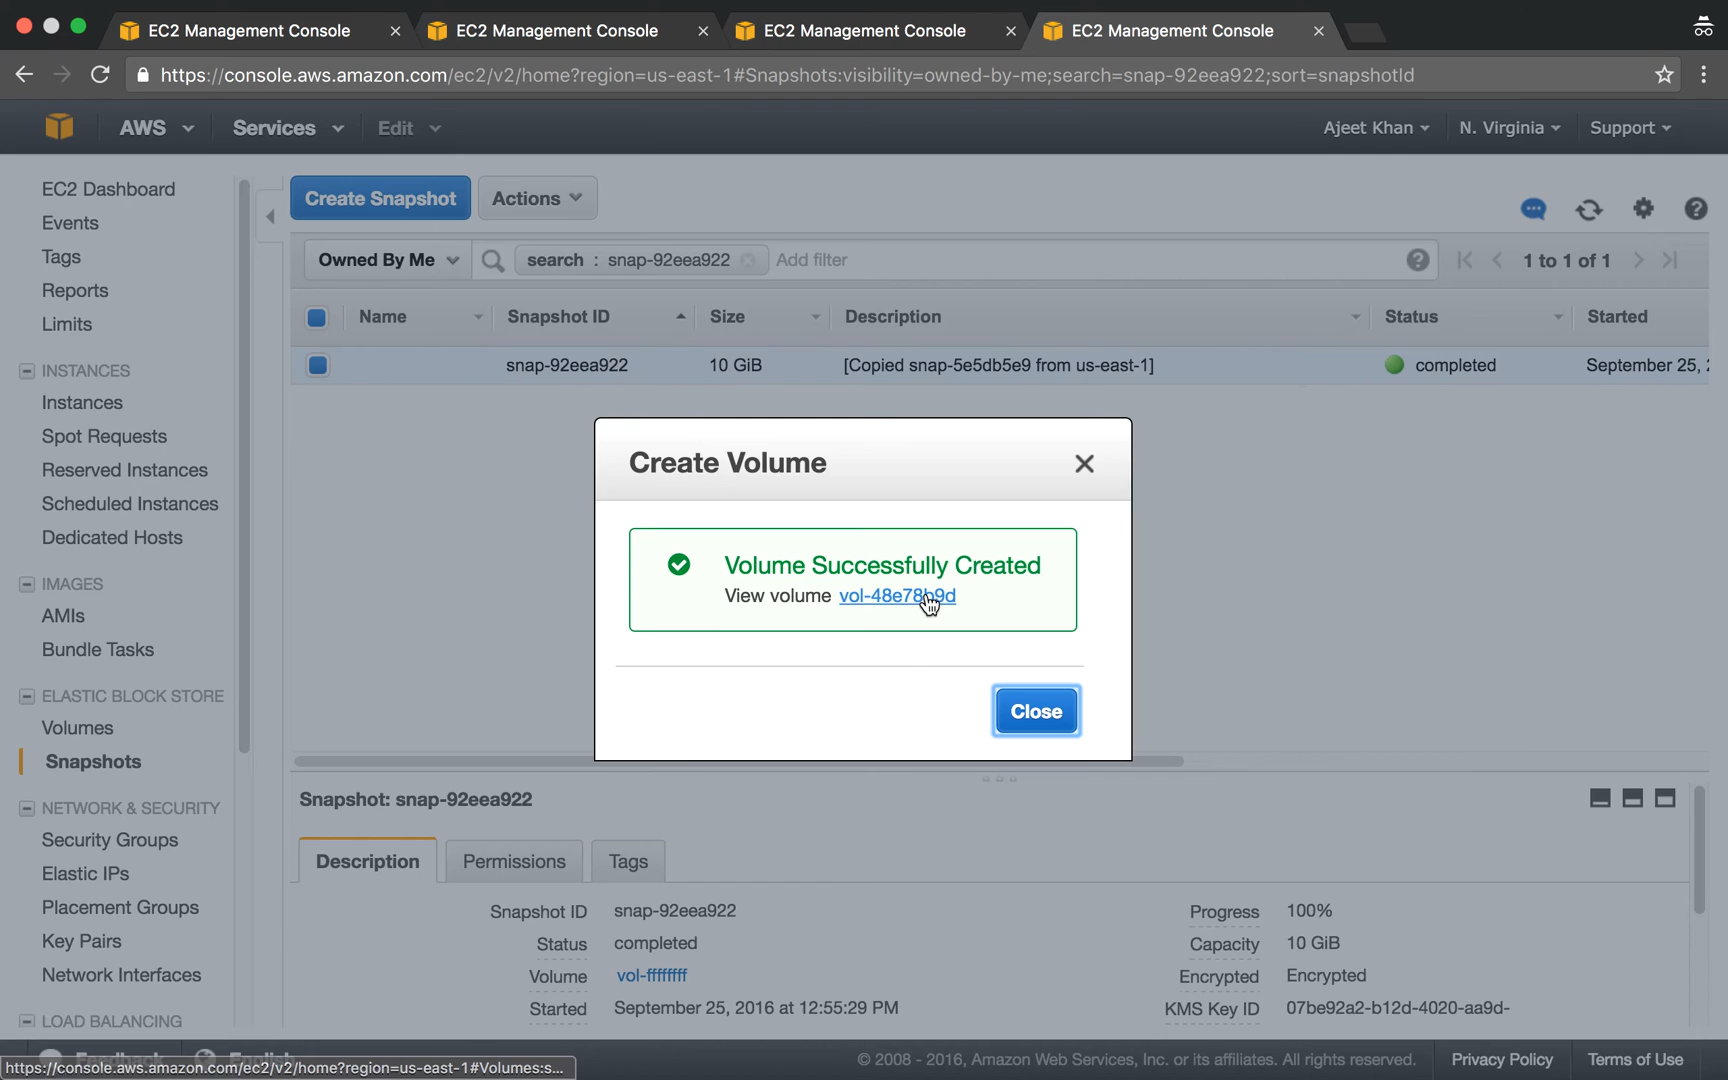 EC2 Management Console
EC2 Management Console
EC2 Management Console
EC2 Management Console
https://console.aws.amazon.com/ec2/v2/home?region=us-east-1#Snapshots:visibility=owned-by-me;search=snap-92eea922;sort=snapshotId
AWS Services Edit Ajeet Khan N. Virginia Support
EC2 Dashboard
Events
Tags
Reports
Limits
INSTANCES
Instances
Spot Requests
Reserved Instances
Scheduled Instances
Dedicated Hosts
IMAGES
AMIs
Bundle Tasks
ELASTIC BLOCK STORE
Volumes
Snapshots
NETWORK & SECURITY
Security Groups
Elastic IPs
Placement Groups
Key Pairs
Network Interfaces
LOAD BALANCING
Create Snapshot Actions
Owned By Me search : snap-92eea922 Add filter 1 to 1 of 1
Name Snapshot ID Size Description Status Started
snap-92eea922 10 GiB [Copied snap-5e5db5e9 from us-east-1] completed September 25,
Create Volume
Volume Successfully Created
View volume vol-48e78b9d
Close
Snapshot: snap-92eea922
Description Permissions Tags
Snapshot ID snap-92eea922 Progress 100%
Status completed Capacity 10 GiB
Volume vol-ffffffff Encrypted Encrypted
Started September 25, 2016 at 12:55:29 PM KMS Key ID 07be92a2-b12d-4020-aa9d-
Feedback English © 2008 - 2016, Amazon Web Services, Inc. or its affiliates. All rights reserved. Privacy Policy Terms of Use
https://console.aws.amazon.com/ec2/v2/home?region=us-east-1#Volumes:s...